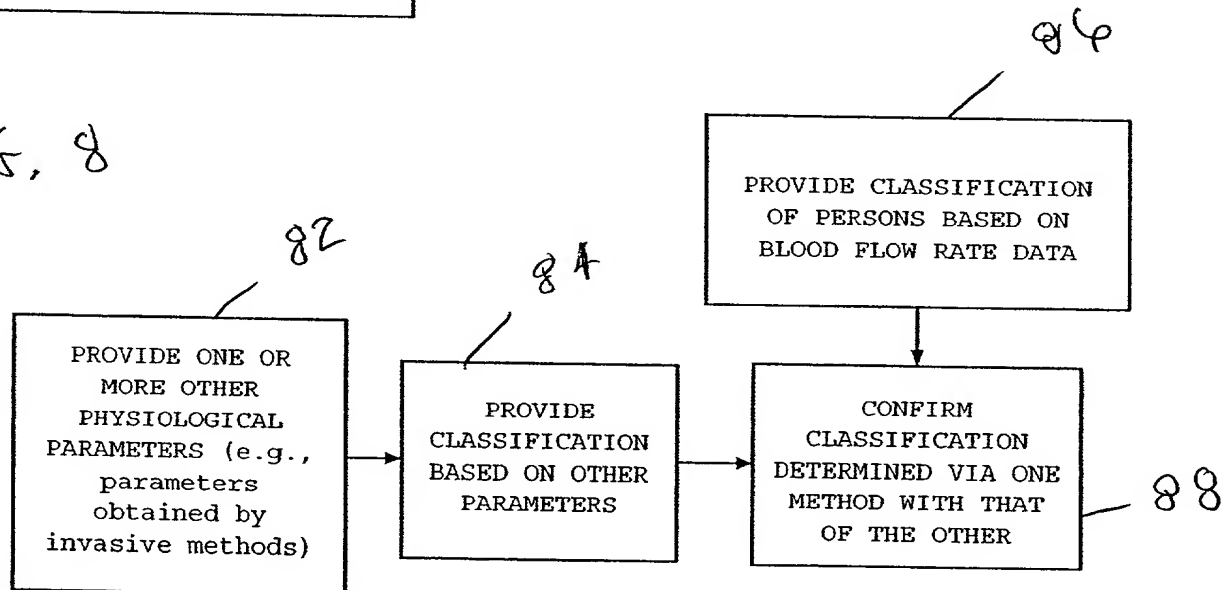 86
PROVIDE CLASSIFICATION
OF PERSONS BASED ON
BLOOD FLOW RATE DATA
8
82
84
PROVIDE ONE OR
MORE OTHER
PHYSIOLOGICAL
PARAMETERS (e.g.,
parameters
obtained by
invasive methods)
PROVIDE
CLASSIFICATION
BASED ON OTHER
PARAMETERS
CONFIRM
CLASSIFICATION
DETERMINED VIA ONE
METHOD WITH THAT
OF THE OTHER
88